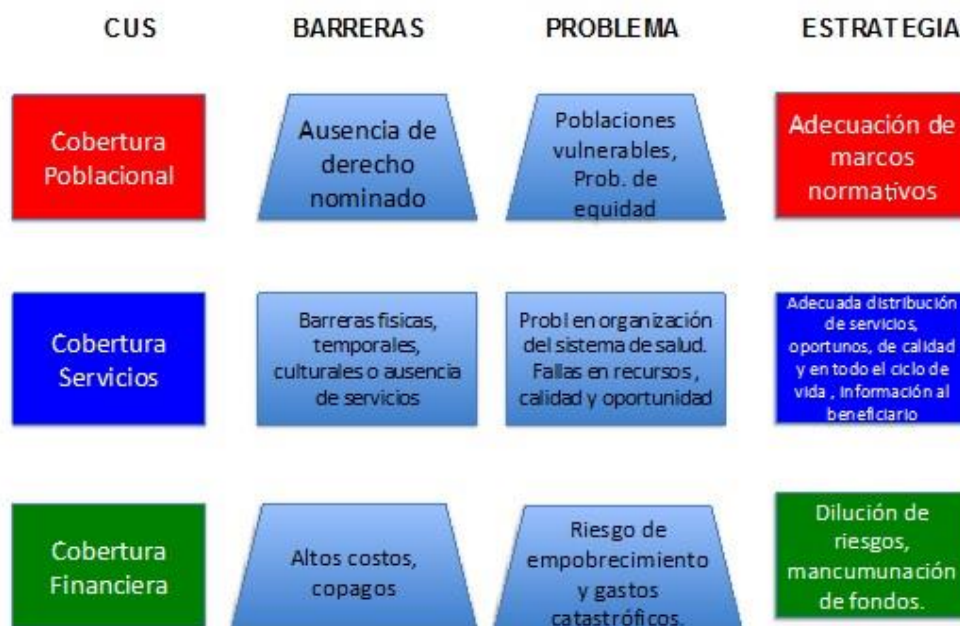 CUS BARRERAS PROBLEMA ESTRATEGIA
Cobertura
Poblacional
Ausencia de
derecho
nominado
Poblaciones
vulnerables,
Prob. de
equidad
Adecuación de
marcos
normativos
Cobertura
Servicios
Barreras fisicas,
temporales,
culturales o ausencia
de servicios
Probl en organización
del sistema de salud.
Fallas en recursos ,
calidad y oportunidad
Adecuada distribución
de servicios,
oportunos, de calidad
y en todo el ciclo de
vida , información al
beneficiario
Cobertura
Financiera
Altos costos,
copagos
Riesgo de
empobrecimiento
y gastos
catastróficos.
Dilución de
riesgos,
mancumunación
de fondos.